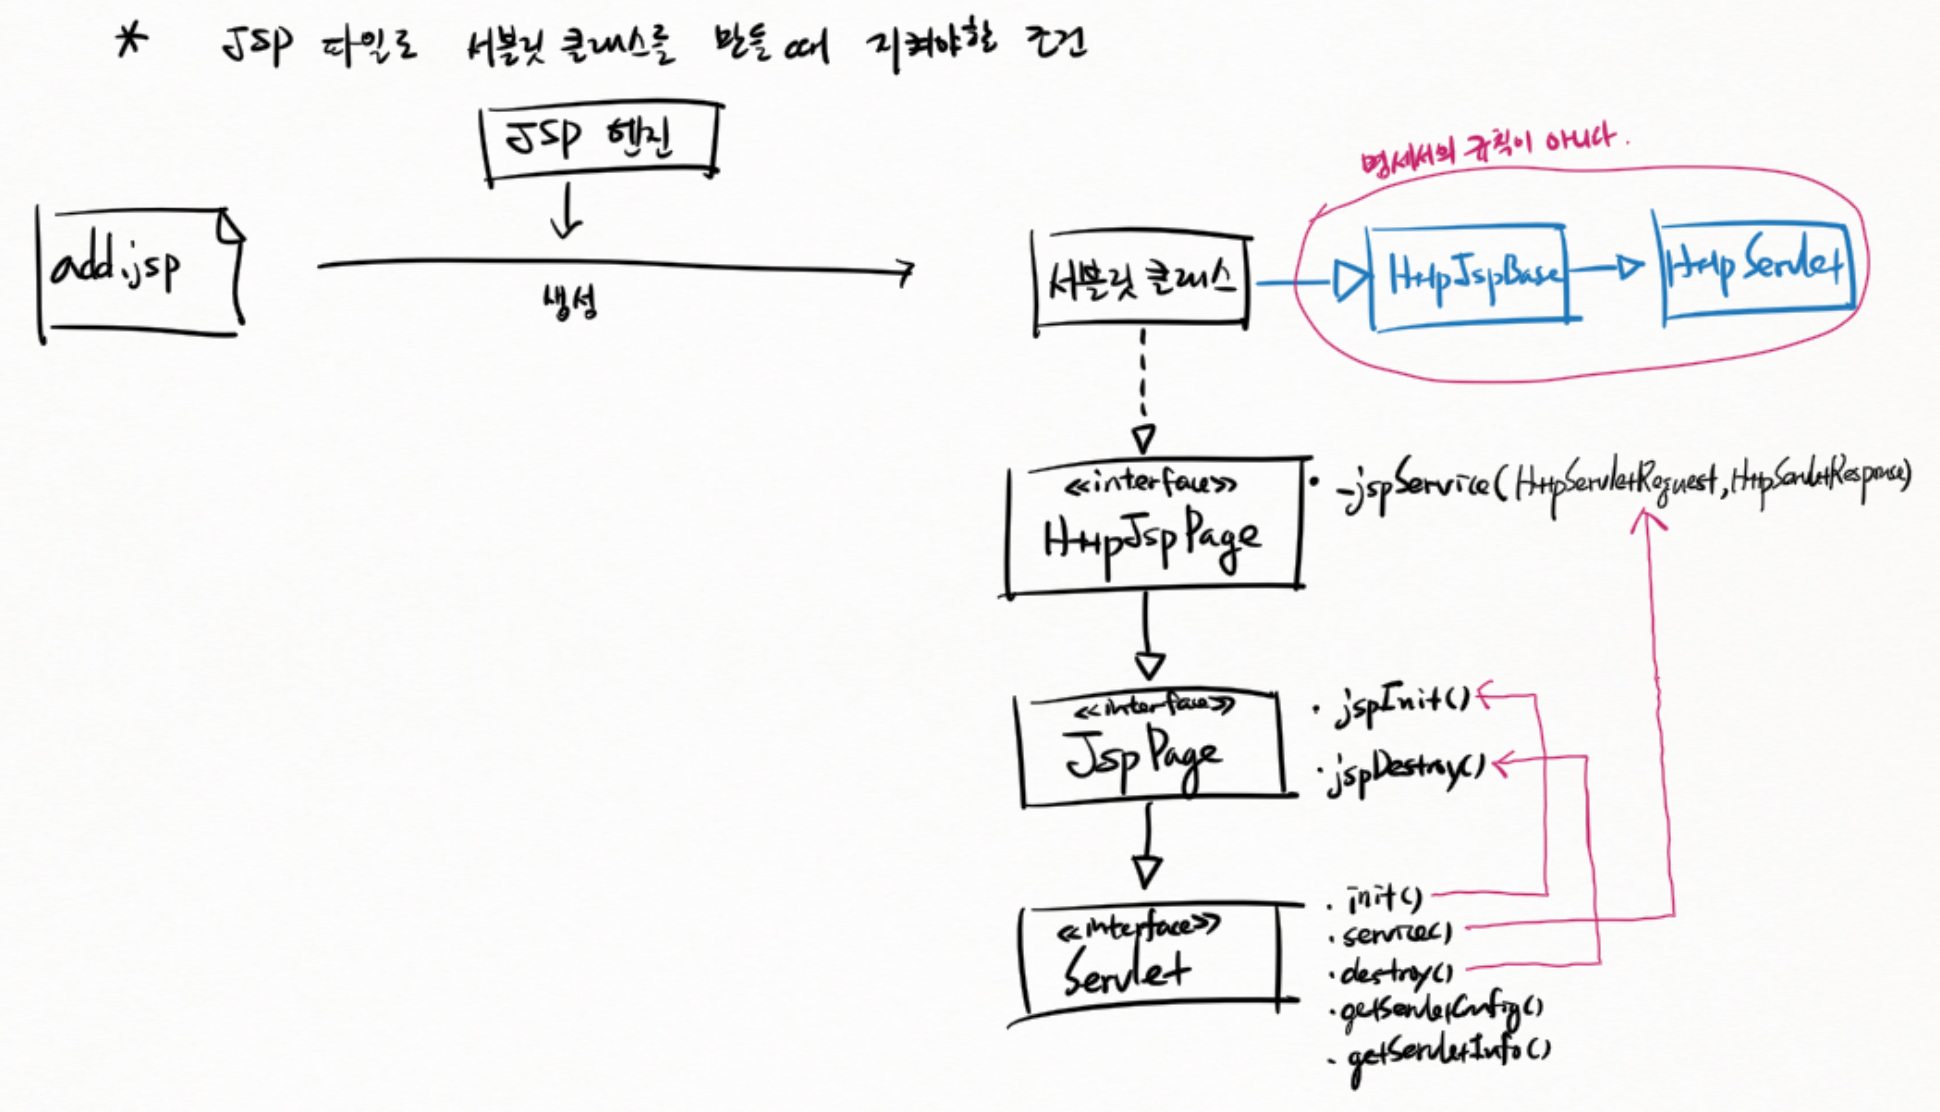 * JSP 파일로 서블릿 클래스를 만들 때 지켜야할 조건
JSP 엔진
명세서의 규칙이 아니다.
add.jsp
생성
서블릿 클래스
HttpJspBase
HttpServlet
<<interface>>
HttpJspPage
· _jspService(HttpServletRequest, HttpServletResponse)
<<interface>>
JspPage
· jspInit()
· jspDestroy()
<<interface>>
Servlet
· init()
· service()
· destroy()
· getServletConfig()
· getServletInfo()